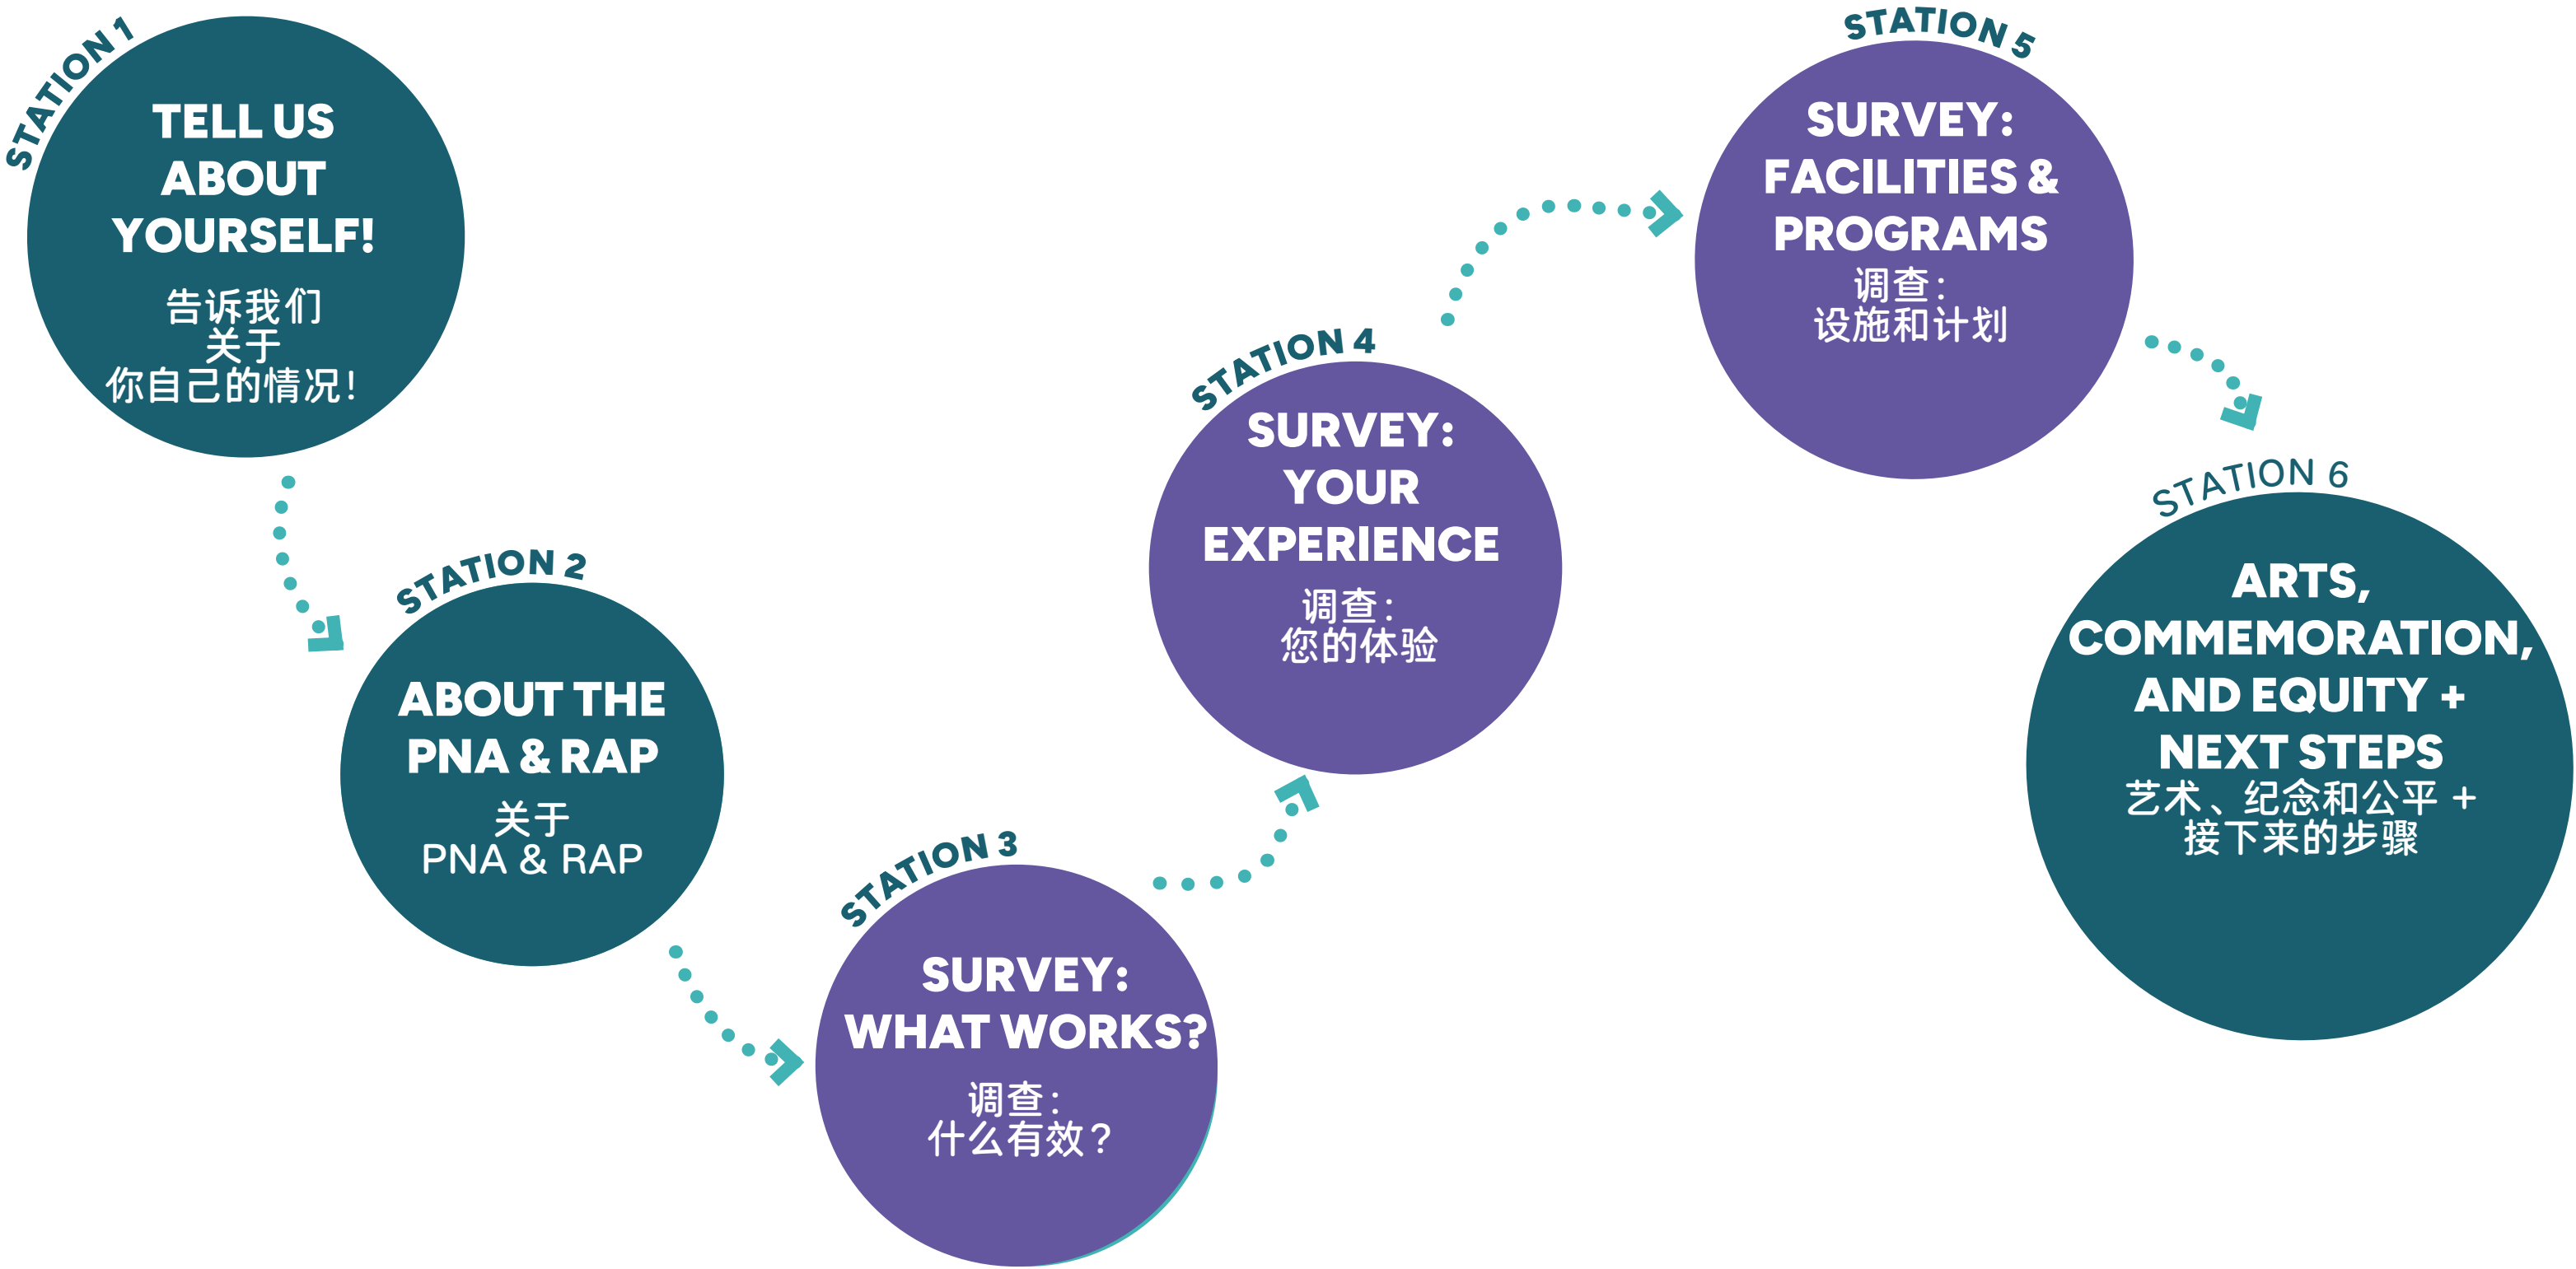 STATION 1
TELL US
ABOUT
YOURSELF!
告诉我们
关于
你自己的情况!
STATION 2
ABOUT THE
PNA & RAP
关于
PNA & RAP
STATION 3
SURVEY:
WHAT WORKS?
调查:
什么有效?
STATION 4
SURVEY:
YOUR
EXPERIENCE
调查:
您的体验
STATION 5
SURVEY:
FACILITIES &
PROGRAMS
调查:
设施和计划
STATION 6
ARTS,
COMMEMORATION,
AND EQUITY +
NEXT STEPS
艺术、纪念和公平 +
接下来的步骤